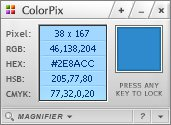 ColorPix
Pixel: 38 x 167
RGB: 46,138,204
HEX: #2E8ACC
HSB: 205,77,80
CMYK: 77,32,0,20
PRESS ANY
KEY TO LOCK
MAGNIFIER ?